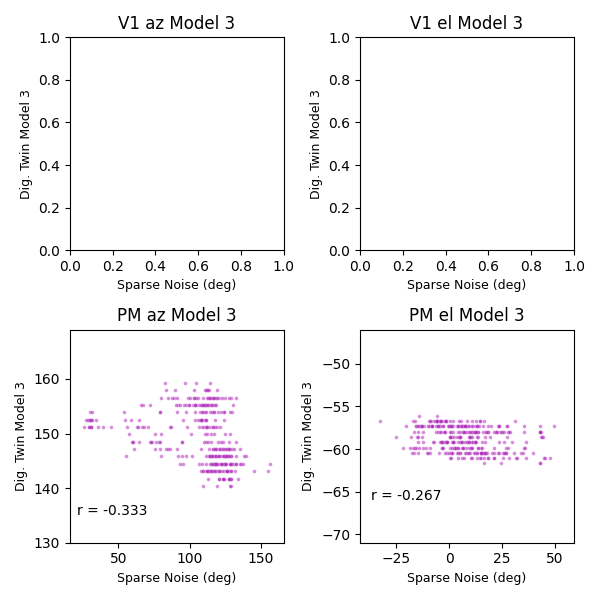 V1 az Model 3
V1 el Model 3
1.0
0.8
0.6
0.4
0.2
0.0
Dig. Twin Model 3
0.0 0.2 0.4 0.6 0.8 1.0
Sparse Noise (deg)
1.0
0.8
0.6
0.4
0.2
0.0
Dig. Twin Model 3
0.0 0.2 0.4 0.6 0.8 1.0
Sparse Noise (deg)
PM az Model 3
160
150
140
130
Dig. Twin Model 3
r = -0.333
50 100 150
Sparse Noise (deg)
PM el Model 3
−50
−55
−60
−65
−70
Dig. Twin Model 3
r = -0.267
−25 0 25 50
Sparse Noise (deg)